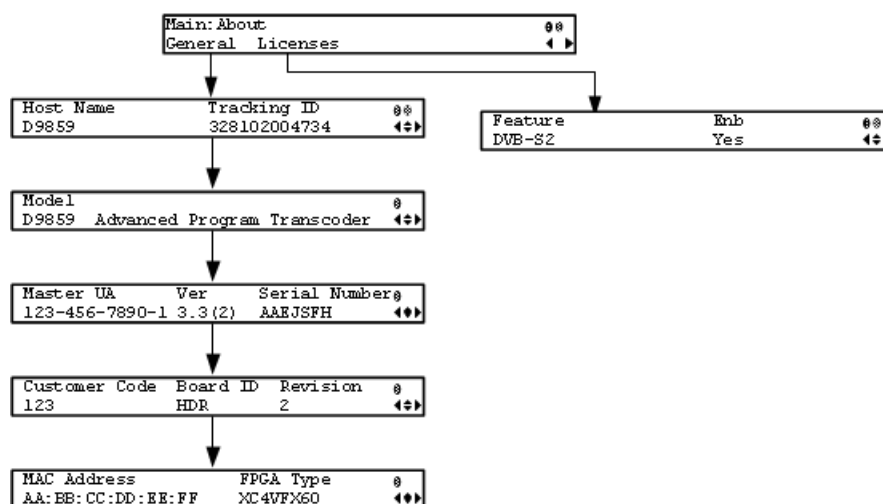 Main:About
General Licenses
Host Name Tracking ID
D9859 328102004734
Feature Enb
DVB-S2 Yes
Model
D9859 Advanced Program Transcoder
Master UA Ver Serial Number
123-456-7890-1 3.3(2) AAEJSFH
Customer Code Board ID Revision
123 HDR 2
MAC Address FPGA Type
AA:BB:CC:DD:EE:FF XC4VFX60